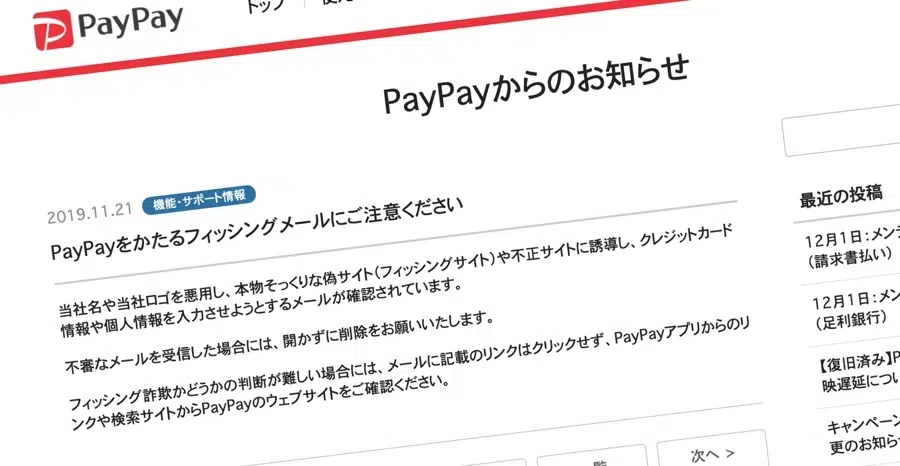 PayPay
トップ
PayPayからのお知らせ
2019.11.21 機能・サポート情報
PayPayをかたるフィッシングメールにご注意ください
当社名や当社ロゴを悪用し、本物そっくりな偽サイト(フィッシングサイト)や不正サイトに誘導し、クレジットカード
情報や個人情報を入力させようとするメールが確認されています。
不審なメールを受信した場合には、開かずに削除をお願いいたします。
フィッシング詐欺かどうかの判断が難しい場合には、メールに記載のリンクはクリックせず、PayPayアプリからのリ
ンクや検索サイトからPayPayのウェブサイトをご確認ください。
次へ >
最近の投稿
12月1日:メンテ
(請求書払い)
12月1日:メン
(足利銀行)
【復旧済み】P
映遅延につい
キャンペーン
更のお知らせ